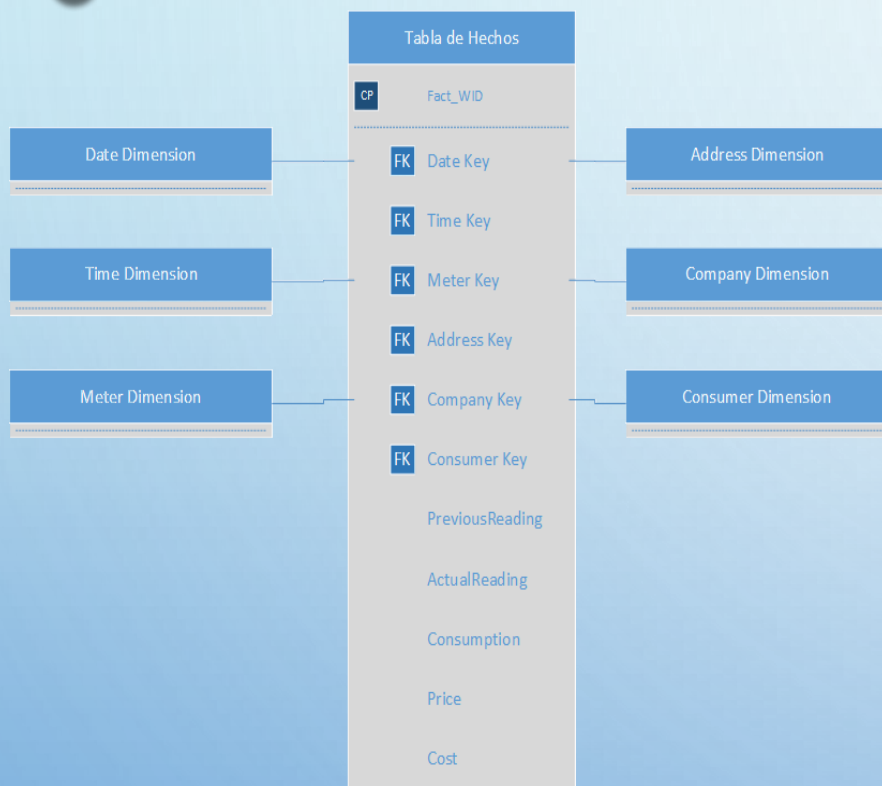 Tabla de Hechos
CP Fact_WID
Date Dimension
FK Date Key
Address Dimension
FK Time Key
Time Dimension
FK Meter Key
Company Dimension
FK Address Key
Meter Dimension
FK Company Key
Consumer Dimension
FK Consumer Key
PreviousReading
ActualReading
Consumption
Price
Cost